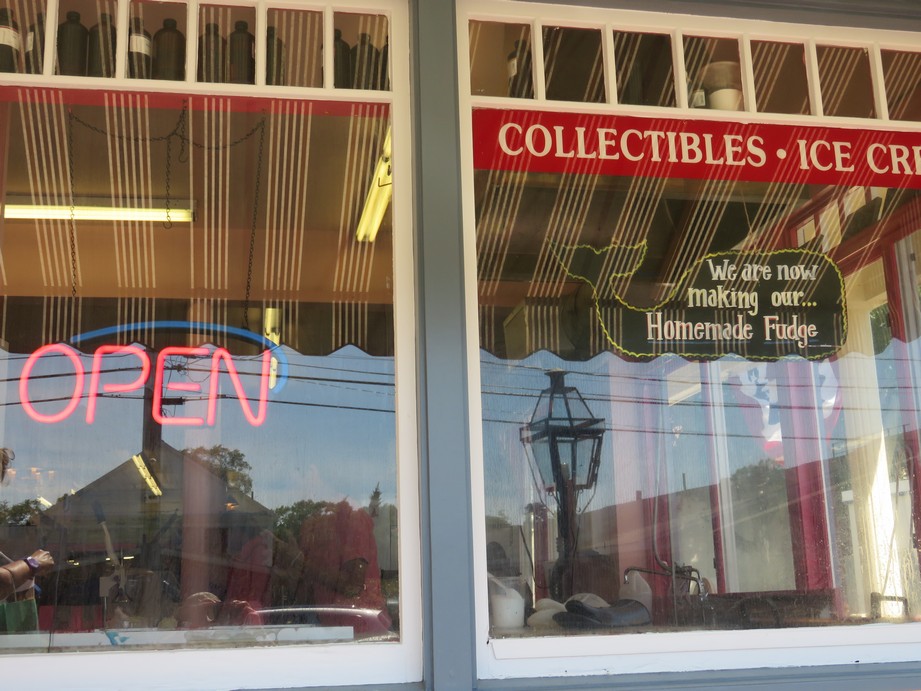 COLLECTIBLES • ICE CRE
We are now
making our...
Homemade Fudge
OPEN